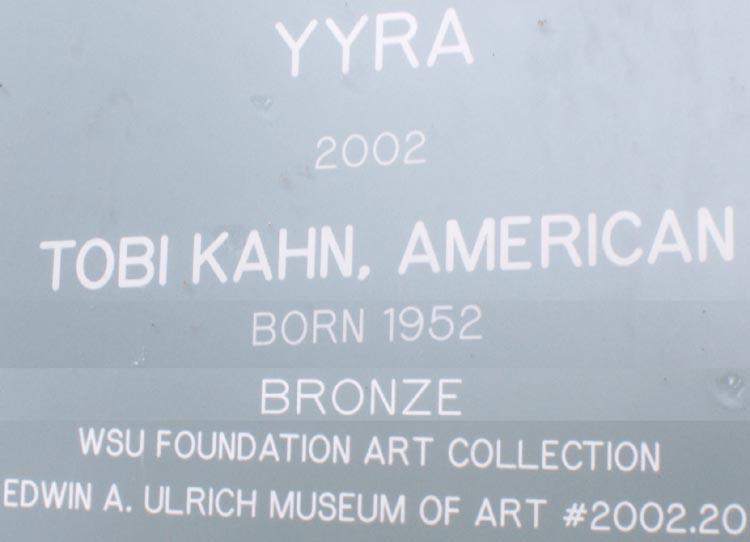 YYRA
2002
TOBI KAHN, AMERICAN
BORN 1952
BRONZE
WSU FOUNDATION ART COLLECTION
EDWIN A. ULRICH MUSEUM OF ART #2002.20